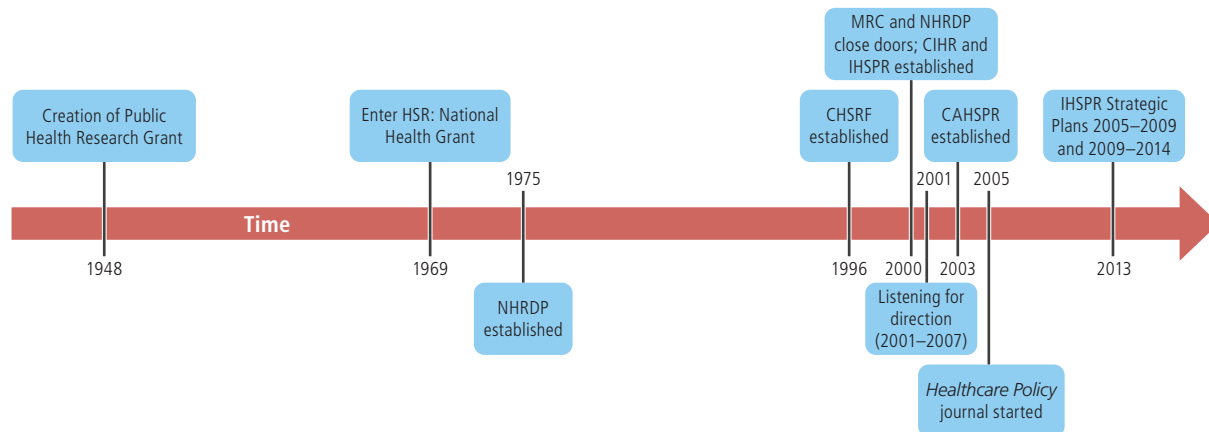 MRC and NHRDP
close doors; CIHR and
IHSPR established
Creation of Public
Health Research Grant
Enter HSR: National
Health Grant
CHSRF
established
CAHSPR
established
IHSPR Strategic
Plans 2005–2009
and 2009–2014
1975
2001
2005
Time
1948
1969
1996
2000
2003
2013
NHRDP
established
Listening for
direction
(2001–2007)
Healthcare Policy
journal started